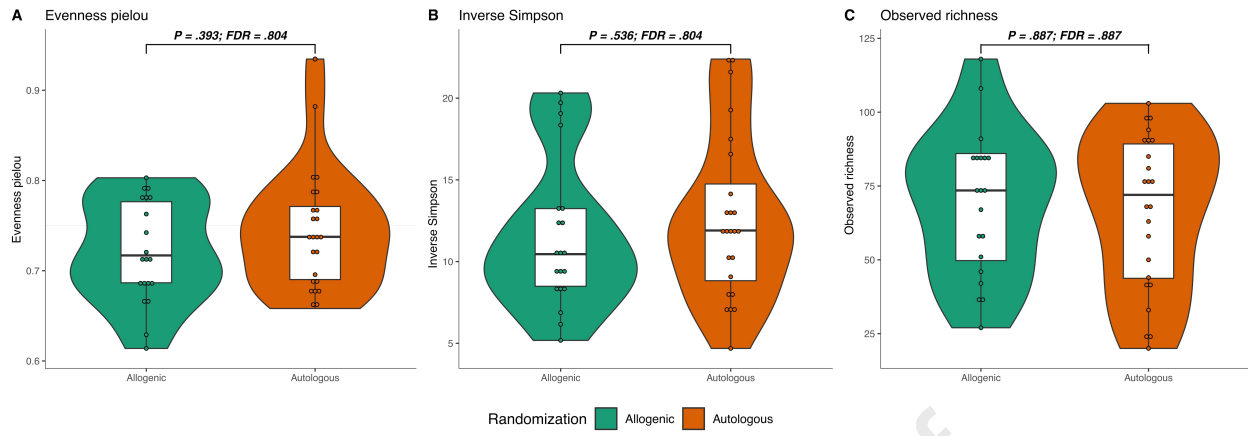 A Evenness pielou
P = .393; FDR = .804
Evenness pielou
0.9
0.8
0.7
0.6
Allogenic Autologous
B Inverse Simpson
P = .536; FDR = .804
Inverse Simpson
20
15
10
5
Allogenic Autologous
C Observed richness
P = .887; FDR = .887
Observed richness
125
100
75
50
25
Allogenic Autologous
Randomization Allogenic Autologous